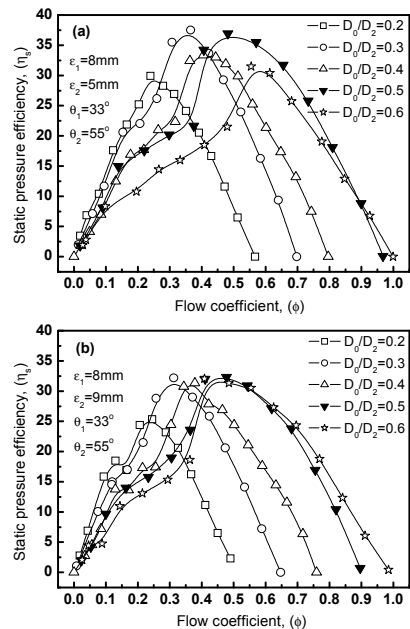 (a)
ε₁=8mm
ε₂=5mm
θ₁=33°
θ₂=55°
D₀/D₂=0.2
D₀/D₂=0.3
D₀/D₂=0.4
D₀/D₂=0.5
D₀/D₂=0.6
Static pressure efficiency, (ηₛ)
40
35
30
25
20
15
10
5
0
0.0 0.1 0.2 0.3 0.4 0.5 0.6 0.7 0.8 0.9 1.0
Flow coefficient, (ϕ)
(b)
ε₁=8mm
ε₂=9mm
θ₁=33°
θ₂=55°
D₀/D₂=0.2
D₀/D₂=0.3
D₀/D₂=0.4
D₀/D₂=0.5
D₀/D₂=0.6
Static pressure efficiency, (ηₛ)
40
35
30
25
20
15
10
5
0
0.0 0.1 0.2 0.3 0.4 0.5 0.6 0.7 0.8 0.9 1.0
Flow coefficient, (ϕ)